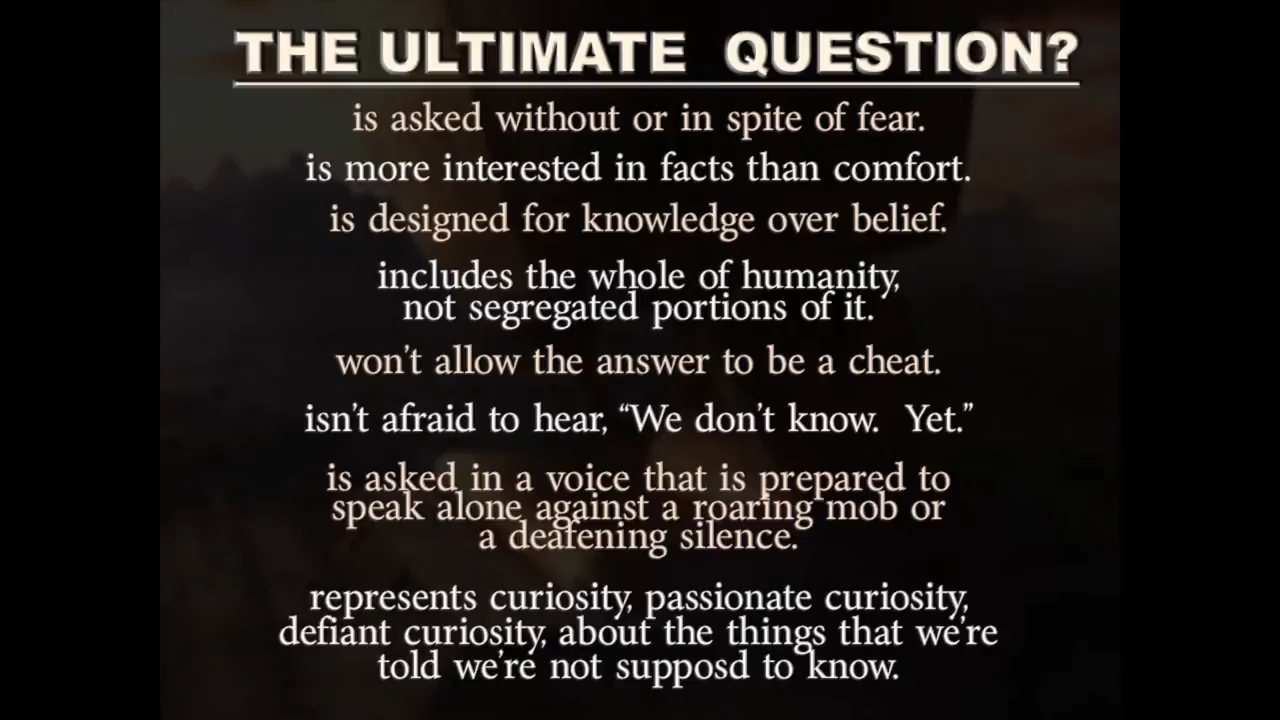 THE ULTIMATE QUESTION?
is asked without or in spite of fear.
is more interested in facts than comfort.
is designed for knowledge over belief.
includes the whole of humanity,
not segregated portions of it.
won't allow the answer to be a cheat.
isn't afraid to hear, “We don't know. Yet.”
is asked in a voice that is prepared to
speak alone against a roaring mob or
a deafening silence.
represents curiosity, passionate curiosity,
defiant curiosity, about the things that we're
told we're not supposd to know.